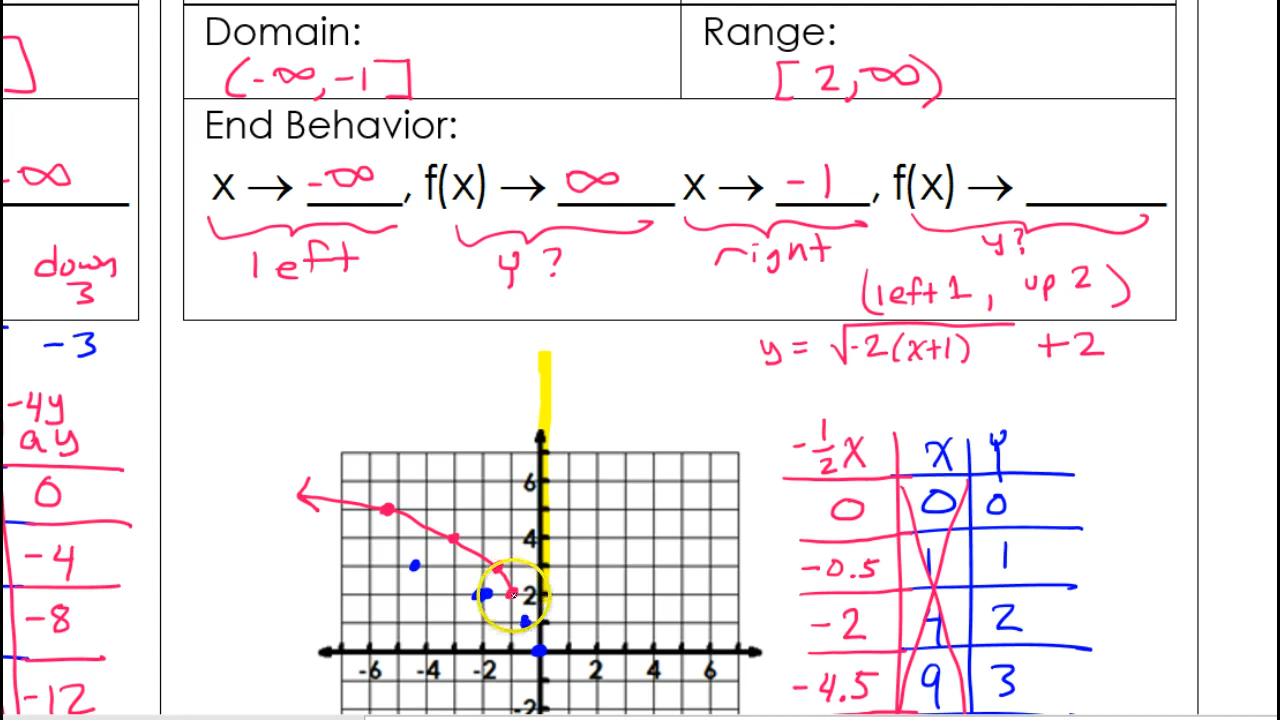 Domain:
(-∞, -1]
Range:
[2, ∞)
]
End Behavior:
-∞
x → -∞, f(x) → ∞ x → -1, f(x) → ______
left
y?
right
y?
down
3
(left 1, up 2)
-3
y = √-2(x+1) +2
-4y
ay
0
-4
-8
-12
6
4
2
-6 -4 -2 2 4 6
-2
-1/2x x y
0 0 0
-0.5 1 1
-2 4 2
-4.5 9 3